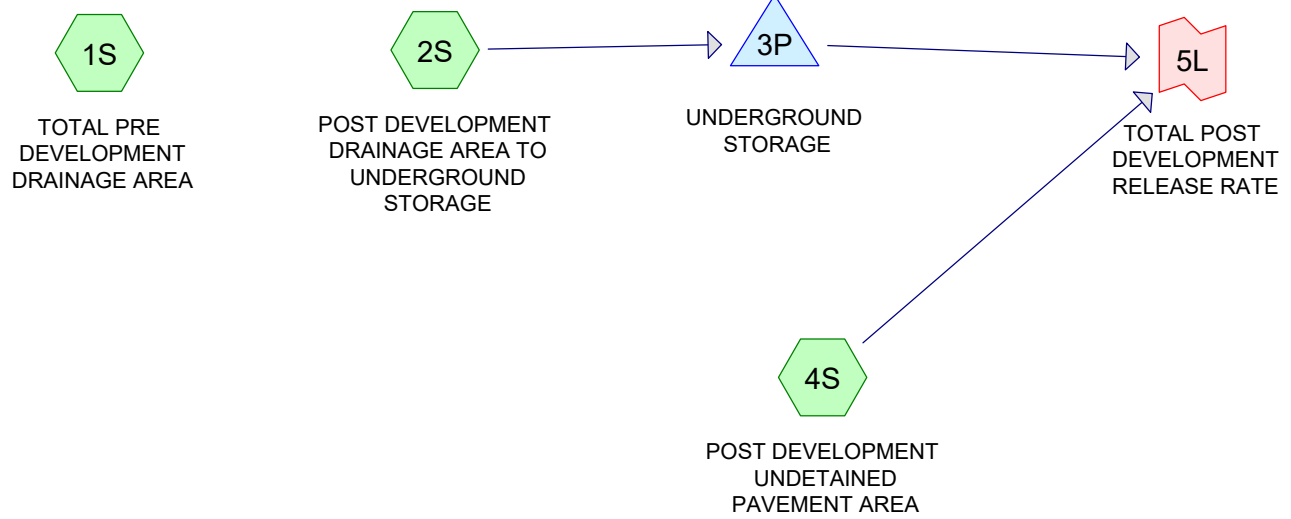 1S
TOTAL PRE
DEVELOPMENT
DRAINAGE AREA
2S
POST DEVELOPMENT
DRAINAGE AREA TO
UNDERGROUND
STORAGE
3P
UNDERGROUND
STORAGE
5L
TOTAL POST
DEVELOPMENT
RELEASE RATE
4S
POST DEVELOPMENT
UNDETAINED
PAVEMENT AREA